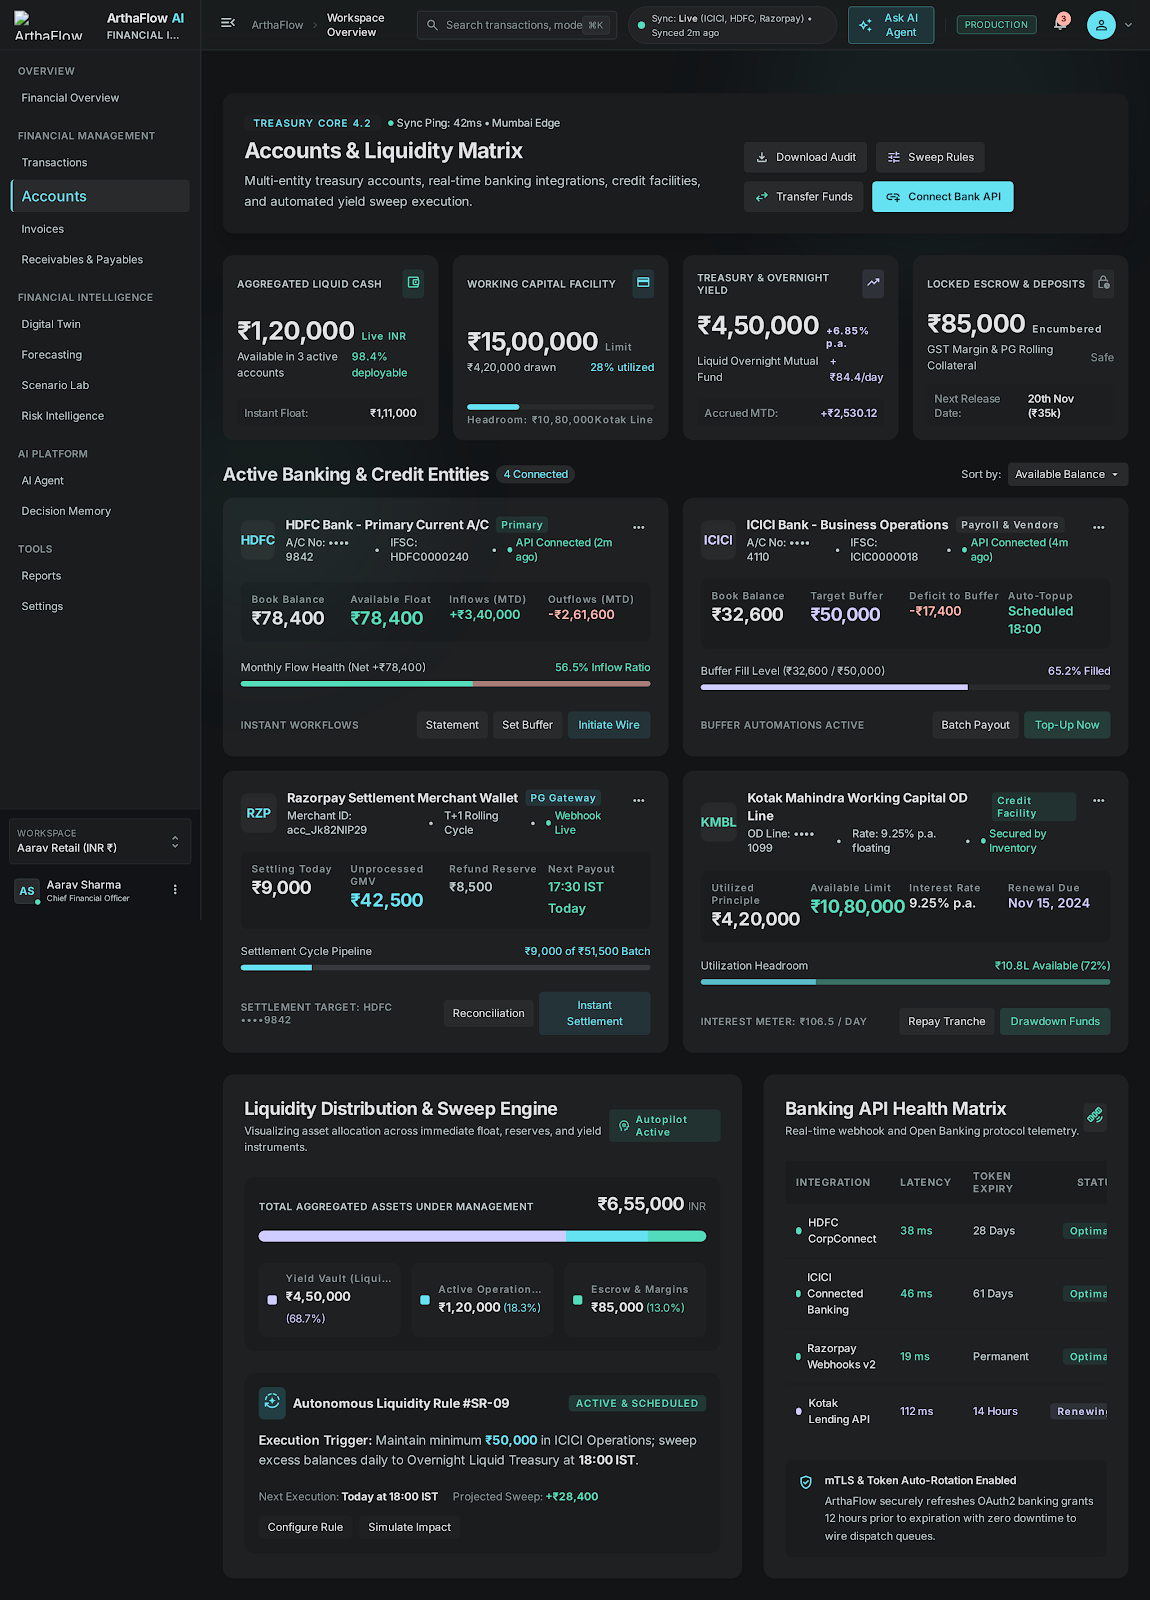 ArthaFlow
ArthaFlow AI
FINANCIAL I...
OVERVIEW
Financial Overview
FINANCIAL MANAGEMENT
Transactions
Accounts
Invoices
Receivables & Payables
FINANCIAL INTELLIGENCE
Digital Twin
Forecasting
Scenario Lab
Risk Intelligence
AI PLATFORM
AI Agent
Decision Memory
TOOLS
Reports
Settings
WORKSPACE
Aarav Retail (INR ₹)
AS
Aarav Sharma
Chief Financial Officer
ArthaFlow
Workspace
Overview
Search transactions, mode
⌘K
Sync: Live (ICICI, HDFC, Razorpay) •
Synced 2m ago
Ask AI
Agent
PRODUCTION
3
TREASURY CORE 4.2
Sync Ping: 42ms • Mumbai Edge
Accounts & Liquidity Matrix
Multi-entity treasury accounts, real-time banking integrations, credit facilities,
and automated yield sweep execution.
Download Audit
Sweep Rules
Transfer Funds
Connect Bank API
AGGREGATED LIQUID CASH
₹1,20,000 Live INR
Available in 3 active
accounts
98.4%
deployable
Instant Float:
₹1,11,000
WORKING CAPITAL FACILITY
₹15,00,000 Limit
₹4,20,000 drawn
28% utilized
Headroom: ₹10,80,000
Kotak Line
TREASURY & OVERNIGHT
YIELD
₹4,50,000
+6.85%
p.a.
Liquid Overnight Mutual
Fund
+
₹84.4/day
Accrued MTD:
+₹2,530.12
LOCKED ESCROW & DEPOSITS
₹85,000 Encumbered
GST Margin & PG Rolling
Collateral
Safe
Next Release
Date:
20th Nov
(₹35k)
Active Banking & Credit Entities
4 Connected
Sort by:
Available Balance
HDFC
HDFC Bank - Primary Current A/C
Primary
A/C No: ••••
9842
•
IFSC:
HDFC0000240
•
API Connected (2m
ago)
Book Balance
₹78,400
Available Float
₹78,400
Inflows (MTD)
+₹3,40,000
Outflows (MTD)
-₹2,61,600
Monthly Flow Health (Net +₹78,400)
56.5% Inflow Ratio
INSTANT WORKFLOWS
Statement
Set Buffer
Initiate Wire
ICICI
ICICI Bank - Business Operations
Payroll & Vendors
A/C No: ••••
4110
•
IFSC:
ICIC0000018
•
API Connected (4m
ago)
Book Balance
₹32,600
Target Buffer
₹50,000
Deficit to Buffer
-₹17,400
Auto-Topup
Scheduled
18:00
Buffer Fill Level (₹32,600 / ₹50,000)
65.2% Filled
BUFFER AUTOMATIONS ACTIVE
Batch Payout
Top-Up Now
RZP
Razorpay Settlement Merchant Wallet
PG Gateway
Merchant ID:
acc_Jk82NIP29
•
T+1 Rolling
Cycle
•
Webhook
Live
Settling Today
₹9,000
Unprocessed
GMV
₹42,500
Refund Reserve
₹8,500
Next Payout
17:30 IST
Today
Settlement Cycle Pipeline
₹9,000 of ₹51,500 Batch
SETTLEMENT TARGET: HDFC
••••9842
Reconciliation
Instant
Settlement
KMBL
Kotak Mahindra Working Capital OD
Line
Credit
Facility
OD Line: ••••
1099
•
Rate: 9.25% p.a.
floating
•
Secured by
Inventory
Utilized
Principle
₹4,20,000
Available Limit
₹10,80,000
Interest Rate
9.25% p.a.
Renewal Due
Nov 15, 2024
Utilization Headroom
₹10.8L Available (72%)
INTEREST METER: ₹106.5 / DAY
Repay Tranche
Drawdown Funds
Liquidity Distribution & Sweep Engine
Visualizing asset allocation across immediate float, reserves, and yield
instruments.
Autopilot
Active
TOTAL AGGREGATED ASSETS UNDER MANAGEMENT
₹6,55,000 INR
Yield Vault (Liqui...
₹4,50,000
(68.7%)
Active Operation...
₹1,20,000 (18.3%)
Escrow & Margins
₹85,000 (13.0%)
Autonomous Liquidity Rule #SR-09
ACTIVE & SCHEDULED
Execution Trigger: Maintain minimum ₹50,000 in ICICI Operations; sweep
excess balances daily to Overnight Liquid Treasury at 18:00 IST.
Next Execution: Today at 18:00 IST
Projected Sweep: +₹28,400
Configure Rule
Simulate Impact
Banking API Health Matrix
Real-time webhook and Open Banking protocol telemetry.
INTEGRATION
LATENCY
TOKEN
EXPIRY
STATU
HDFC
CorpConnect
38 ms
28 Days
Optima
ICICI
Connected
Banking
46 ms
61 Days
Optima
Razorpay
Webhooks v2
19 ms
Permanent
Optima
Kotak
Lending API
112 ms
14 Hours
Renewin
mTLS & Token Auto-Rotation Enabled
ArthaFlow securely refreshes OAuth2 banking grants
12 hours prior to expiration with zero downtime to
wire dispatch queues.